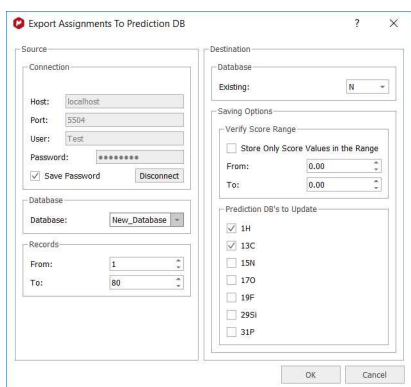 Export Assignments To Prediction DB
?
Source
Connection
Host: localhost
Port: 5504
User: Test
Password: ●●●●●●●●
Save Password
Disconnect
Database
Database: New_Database
Records
From: 1
To: 80
Destination
Database
Existing: N
Saving Options
Verify Score Range
Store Only Score Values in the Range
From: 0.00
To: 0.00
Prediction DB's to Update
1H
13C
15N
17O
19F
29Si
31P
OK
Cancel